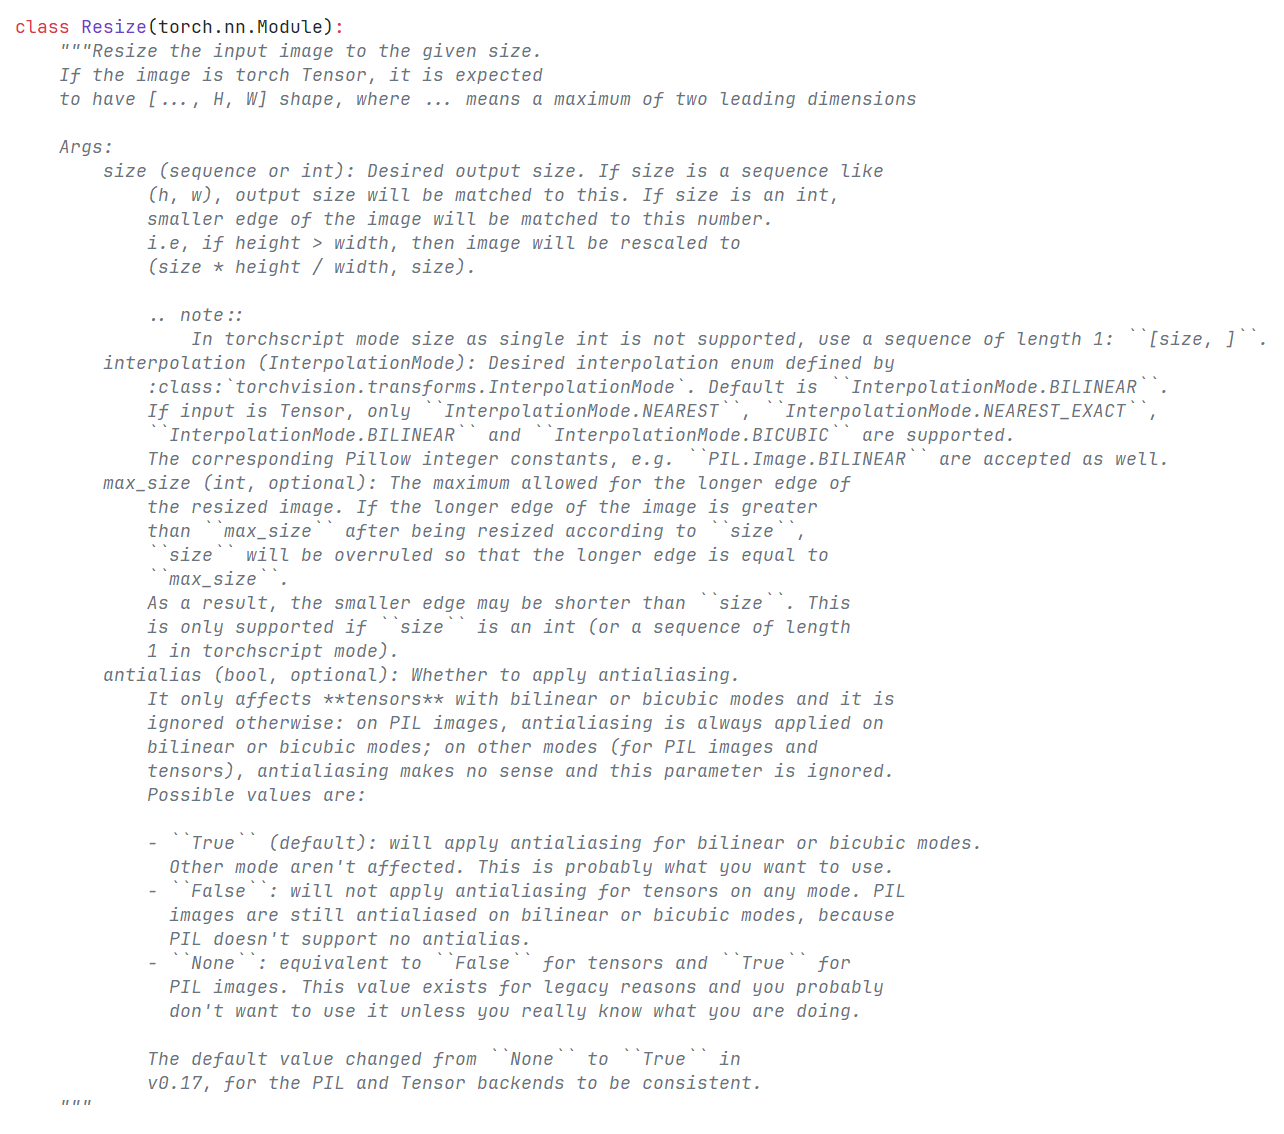 class Resize(torch.nn.Module):
    """Resize the input image to the given size.
    If the image is torch Tensor, it is expected
    to have [..., H, W] shape, where ... means a maximum of two leading dimensions

    Args:
        size (sequence or int): Desired output size. If size is a sequence like
            (h, w), output size will be matched to this. If size is an int,
            smaller edge of the image will be matched to this number.
            i.e, if height > width, then image will be rescaled to
            (size * height / width, size).

            .. note::
                In torchscript mode size as single int is not supported, use a sequence of length 1: ``[size, ]``.
        interpolation (InterpolationMode): Desired interpolation enum defined by
            :class:`torchvision.transforms.InterpolationMode`. Default is ``InterpolationMode.BILINEAR``.
            If input is Tensor, only ``InterpolationMode.NEAREST``, ``InterpolationMode.NEAREST_EXACT``,
            ``InterpolationMode.BILINEAR`` and ``InterpolationMode.BICUBIC`` are supported.
            The corresponding Pillow integer constants, e.g. ``PIL.Image.BILINEAR`` are accepted as well.
        max_size (int, optional): The maximum allowed for the longer edge of
            the resized image. If the longer edge of the image is greater
            than ``max_size`` after being resized according to ``size``,
            ``size`` will be overruled so that the longer edge is equal to
            ``max_size``.
            As a result, the smaller edge may be shorter than ``size``. This
            is only supported if ``size`` is an int (or a sequence of length
            1 in torchscript mode).
        antialias (bool, optional): Whether to apply antialiasing.
            It only affects **tensors** with bilinear or bicubic modes and it is
            ignored otherwise: on PIL images, antialiasing is always applied on
            bilinear or bicubic modes; on other modes (for PIL images and
            tensors), antialiasing makes no sense and this parameter is ignored.
            Possible values are:

            - ``True`` (default): will apply antialiasing for bilinear or bicubic modes.
              Other mode aren't affected. This is probably what you want to use.
            - ``False``: will not apply antialiasing for tensors on any mode. PIL
              images are still antialiased on bilinear or bicubic modes, because
              PIL doesn't support no antialias.
            - ``None``: equivalent to ``False`` for tensors and ``True`` for
              PIL images. This value exists for legacy reasons and you probably
              don't want to use it unless you really know what you are doing.

            The default value changed from ``None`` to ``True`` in
            v0.17, for the PIL and Tensor backends to be consistent.
    """